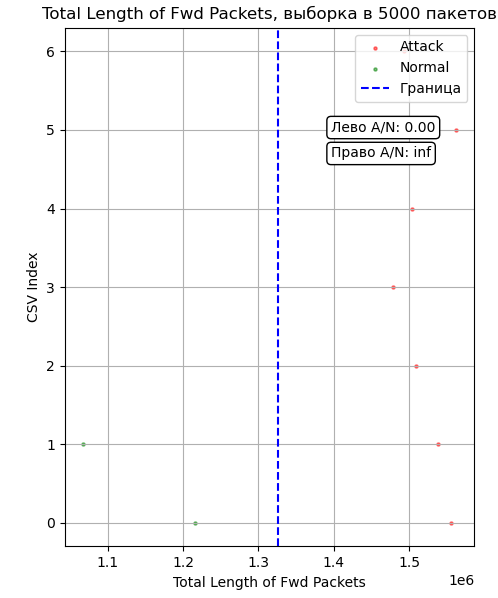 Total Length of Fwd Packets, выборка в 5000 пакетов
Attack
Normal
Граница
Лево A/N: 0.00
Право A/N: inf
CSV Index
6
5
4
3
2
1
0
1.1
1.2
1.3
1.4
1.5
1e6
Total Length of Fwd Packets